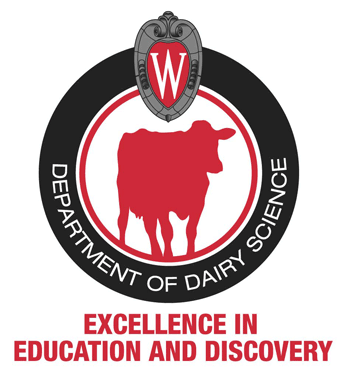 W
DEPARTMENT OF DAIRY SCIENCE
EXCELLENCE IN
EDUCATION AND DISCOVERY